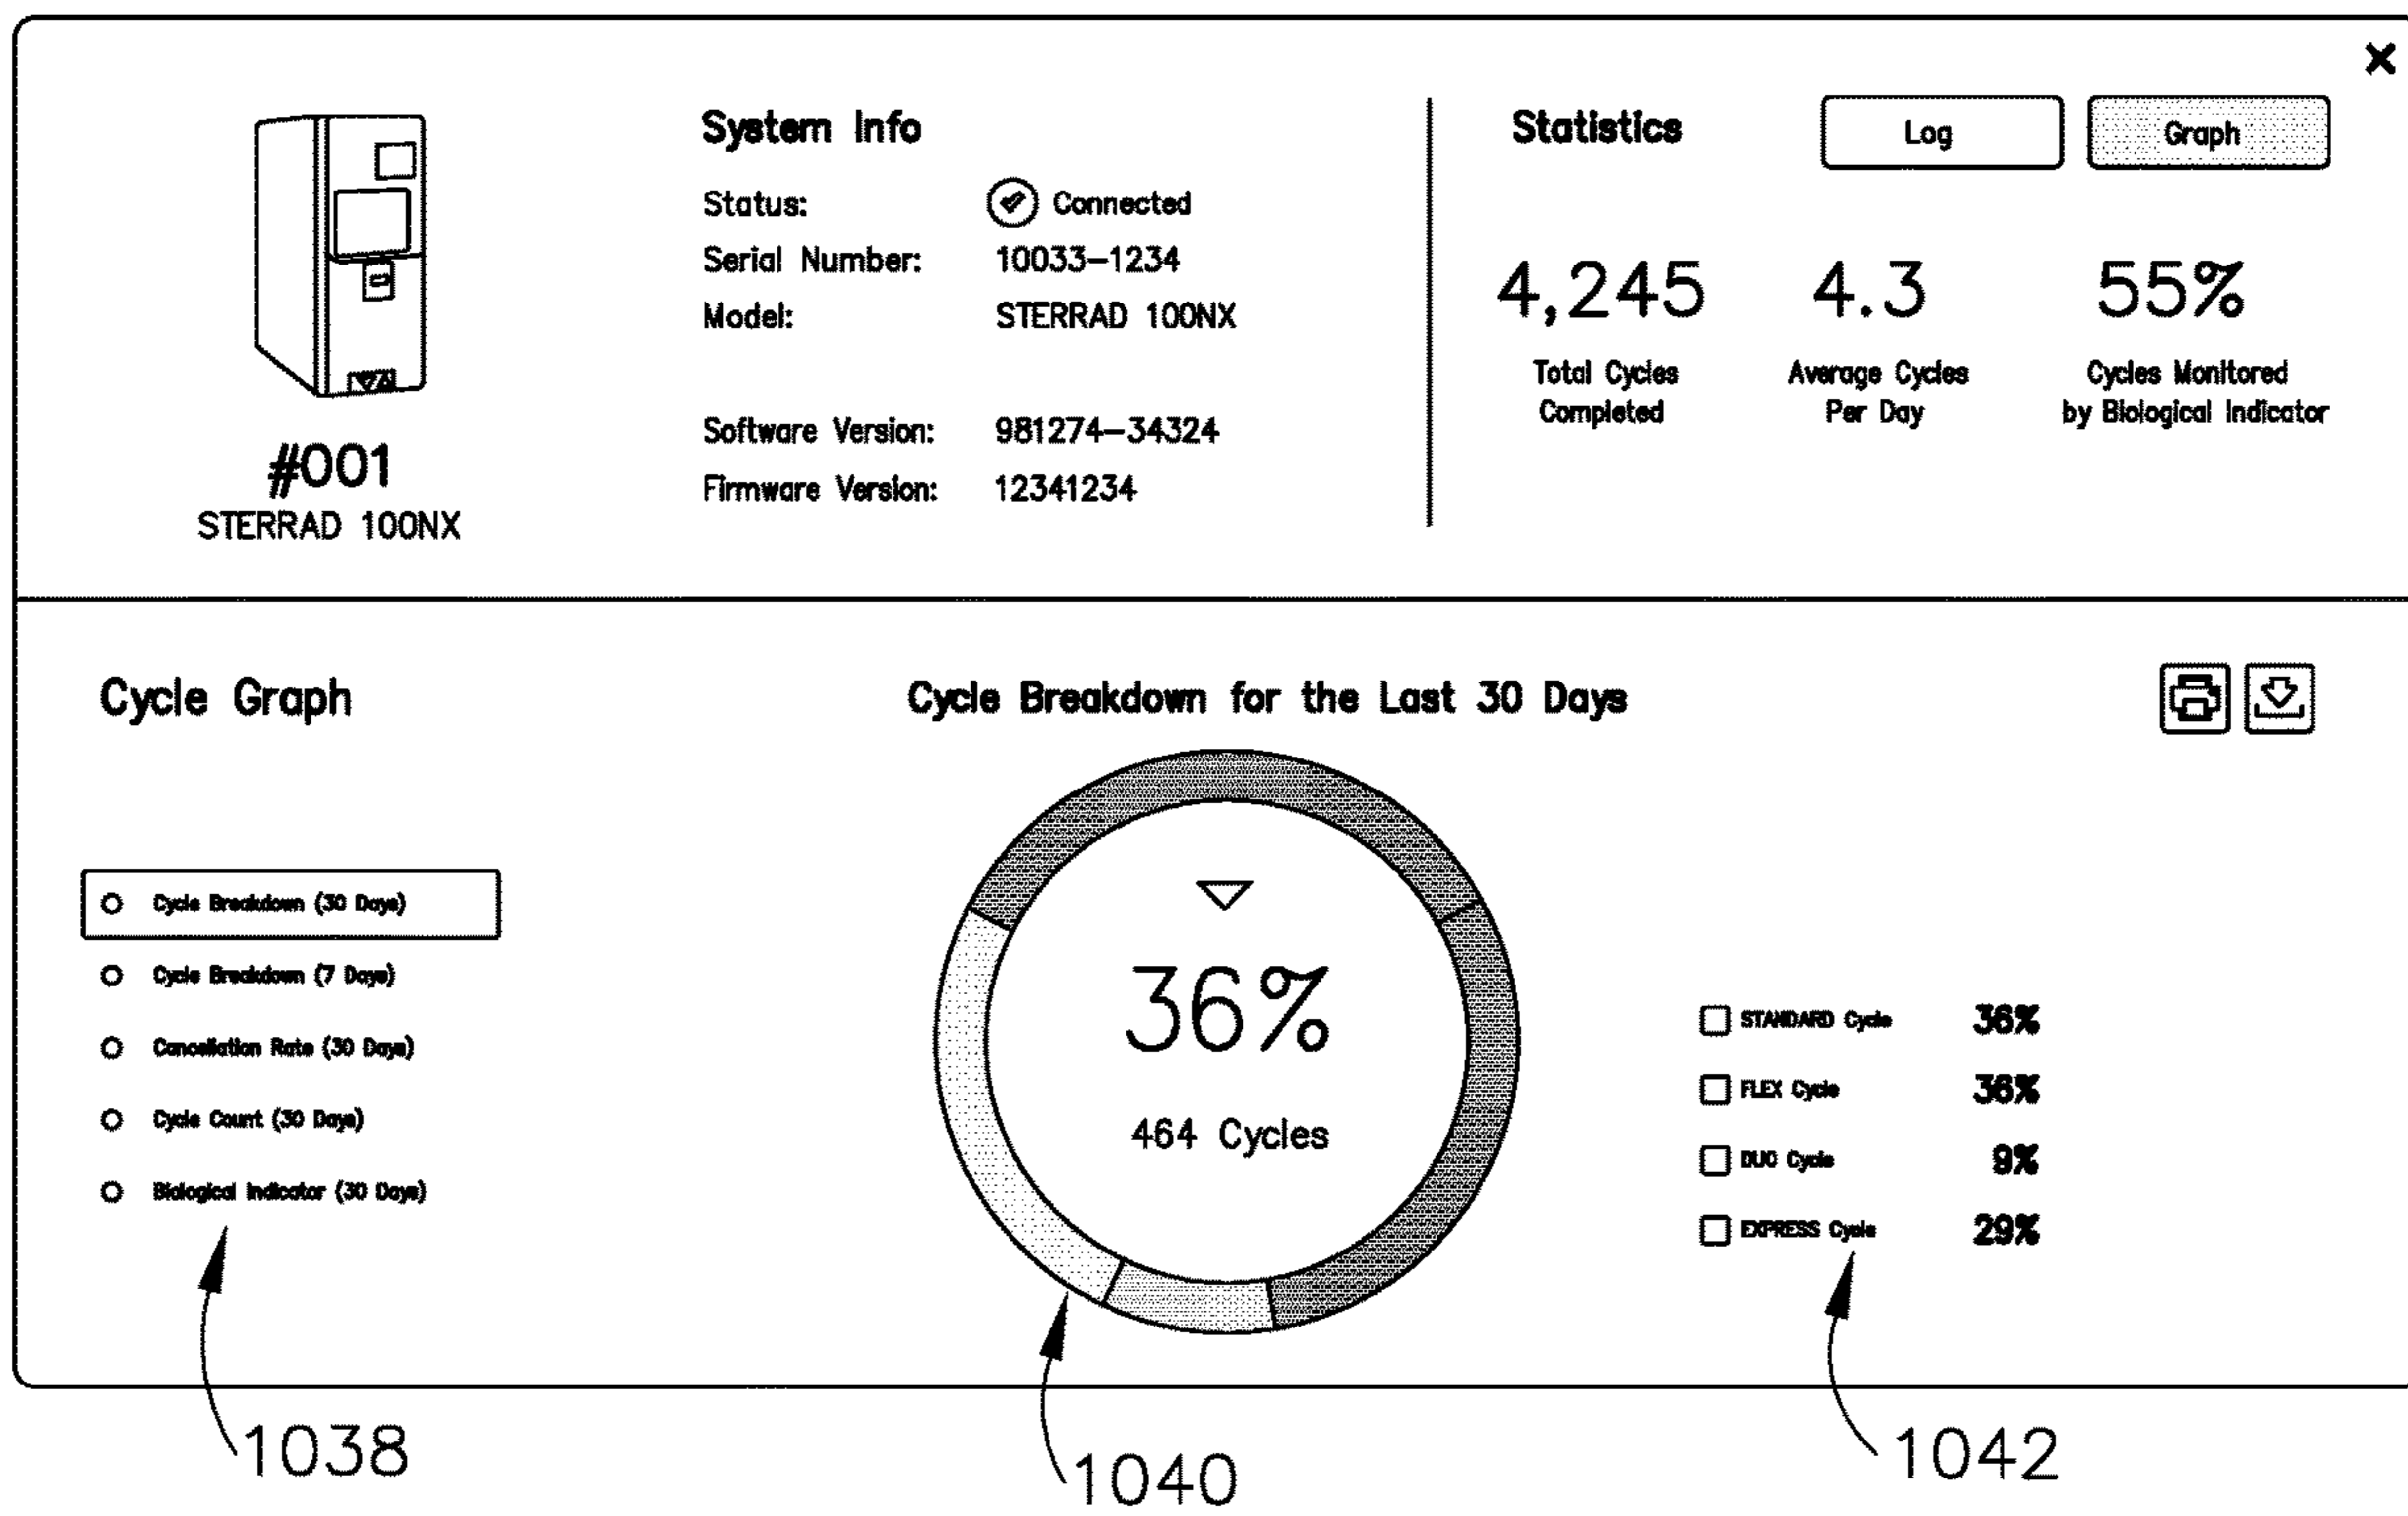 System Info
Status: Connected
Serial Number: 10033-1234
Model: STERRAD 100NX
Software Version: 981274-34324
Firmware Version: 12341234
#001
STERRAD 100NX
Statistics
Log
Graph
4,245
Total Cycles
Completed
4.3
Average Cycles
Per Day
55%
Cycles Monitored
by Biological Indicator
Cycle Graph
Cycle Breakdown (30 Days)
Cycle Breakdown (7 Days)
Cancellation Rate (30 Days)
Cycle Count (30 Days)
Biological Indicator (30 Days)
Cycle Breakdown for the Last 30 Days
36%
464 Cycles
STANDARD Cycle 36%
FLEX Cycle 36%
DUO Cycle 9%
EXPRESS Cycle 29%
1038
1040
1042